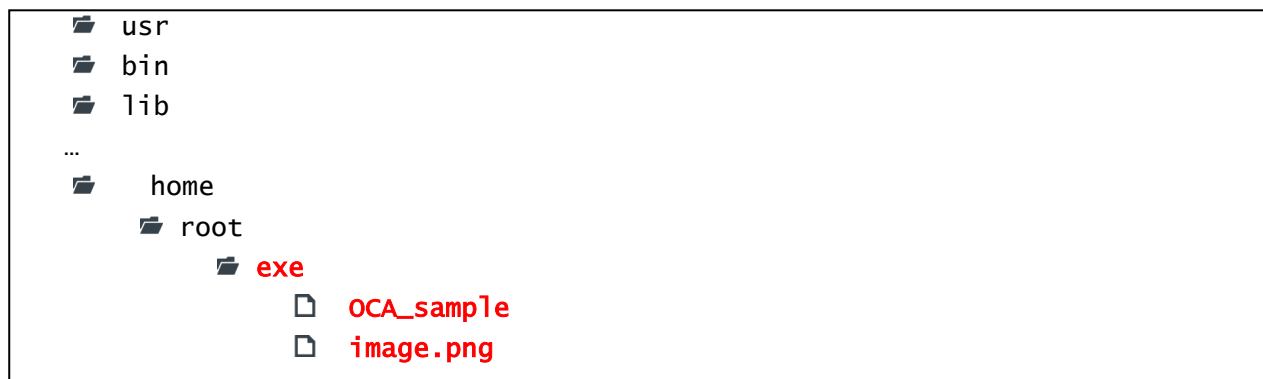 usr
bin
lib
…
home
root
exe
OCA_sample
image.png